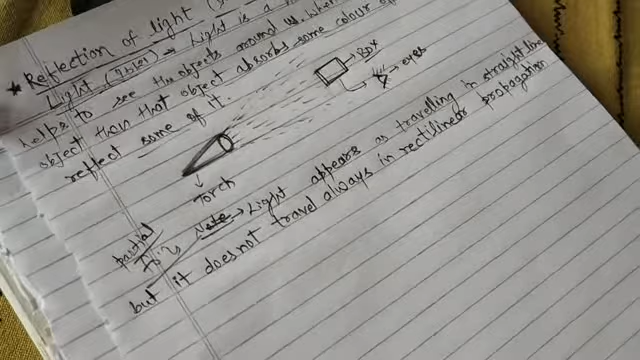 * Reflection of light
Light (प्रकाश) → Light is a
helps to see the objects around us. when
object then that object absorbs some colour of
reflect some of it.
→ BOX
→ eyes
Torch
Note → Light appears as travelling in straight line
partial
but it does not travel always in rectilinear propagation